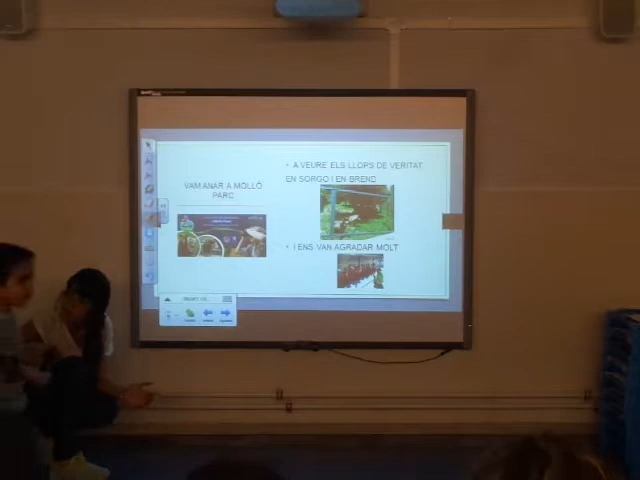 VAM ANAR A MOLLÓ
PARC
• A VEURE ELS LLOPS DE VERITAT
EN SORGO I EN BREND
• I ENS VAN AGRADAR MOLT